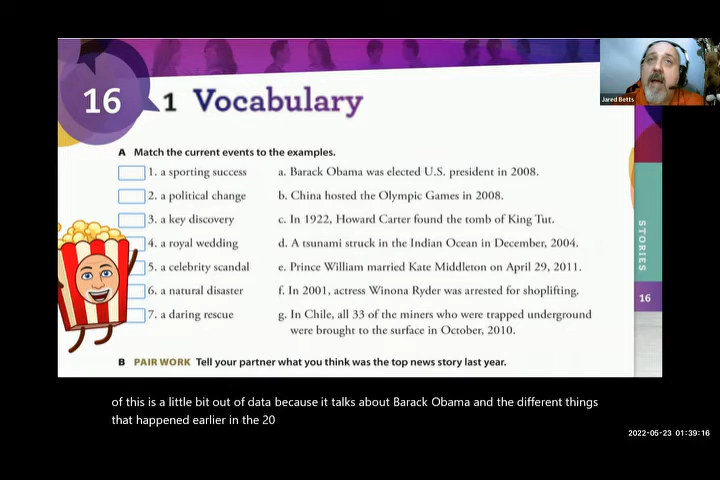 Jared Betts
16
1 Vocabulary
A Match the current events to the examples.
1. a sporting success
2. a political change
3. a key discovery
4. a royal wedding
5. a celebrity scandal
6. a natural disaster
7. a daring rescue
a. Barack Obama was elected U.S. president in 2008.
b. China hosted the Olympic Games in 2008.
c. In 1922, Howard Carter found the tomb of King Tut.
d. A tsunami struck in the Indian Ocean in December, 2004.
e. Prince William married Kate Middleton on April 29, 2011.
f. In 2001, actress Winona Ryder was arrested for shoplifting.
g. In Chile, all 33 of the miners who were trapped underground
were brought to the surface in October, 2010.
B PAIR WORK Tell your partner what you think was the top news story last year.
STORIES
16
of this is a little bit out of data because it talks about Barack Obama and the different things
that happened earlier in the 20
2022-05-23 01:39:16